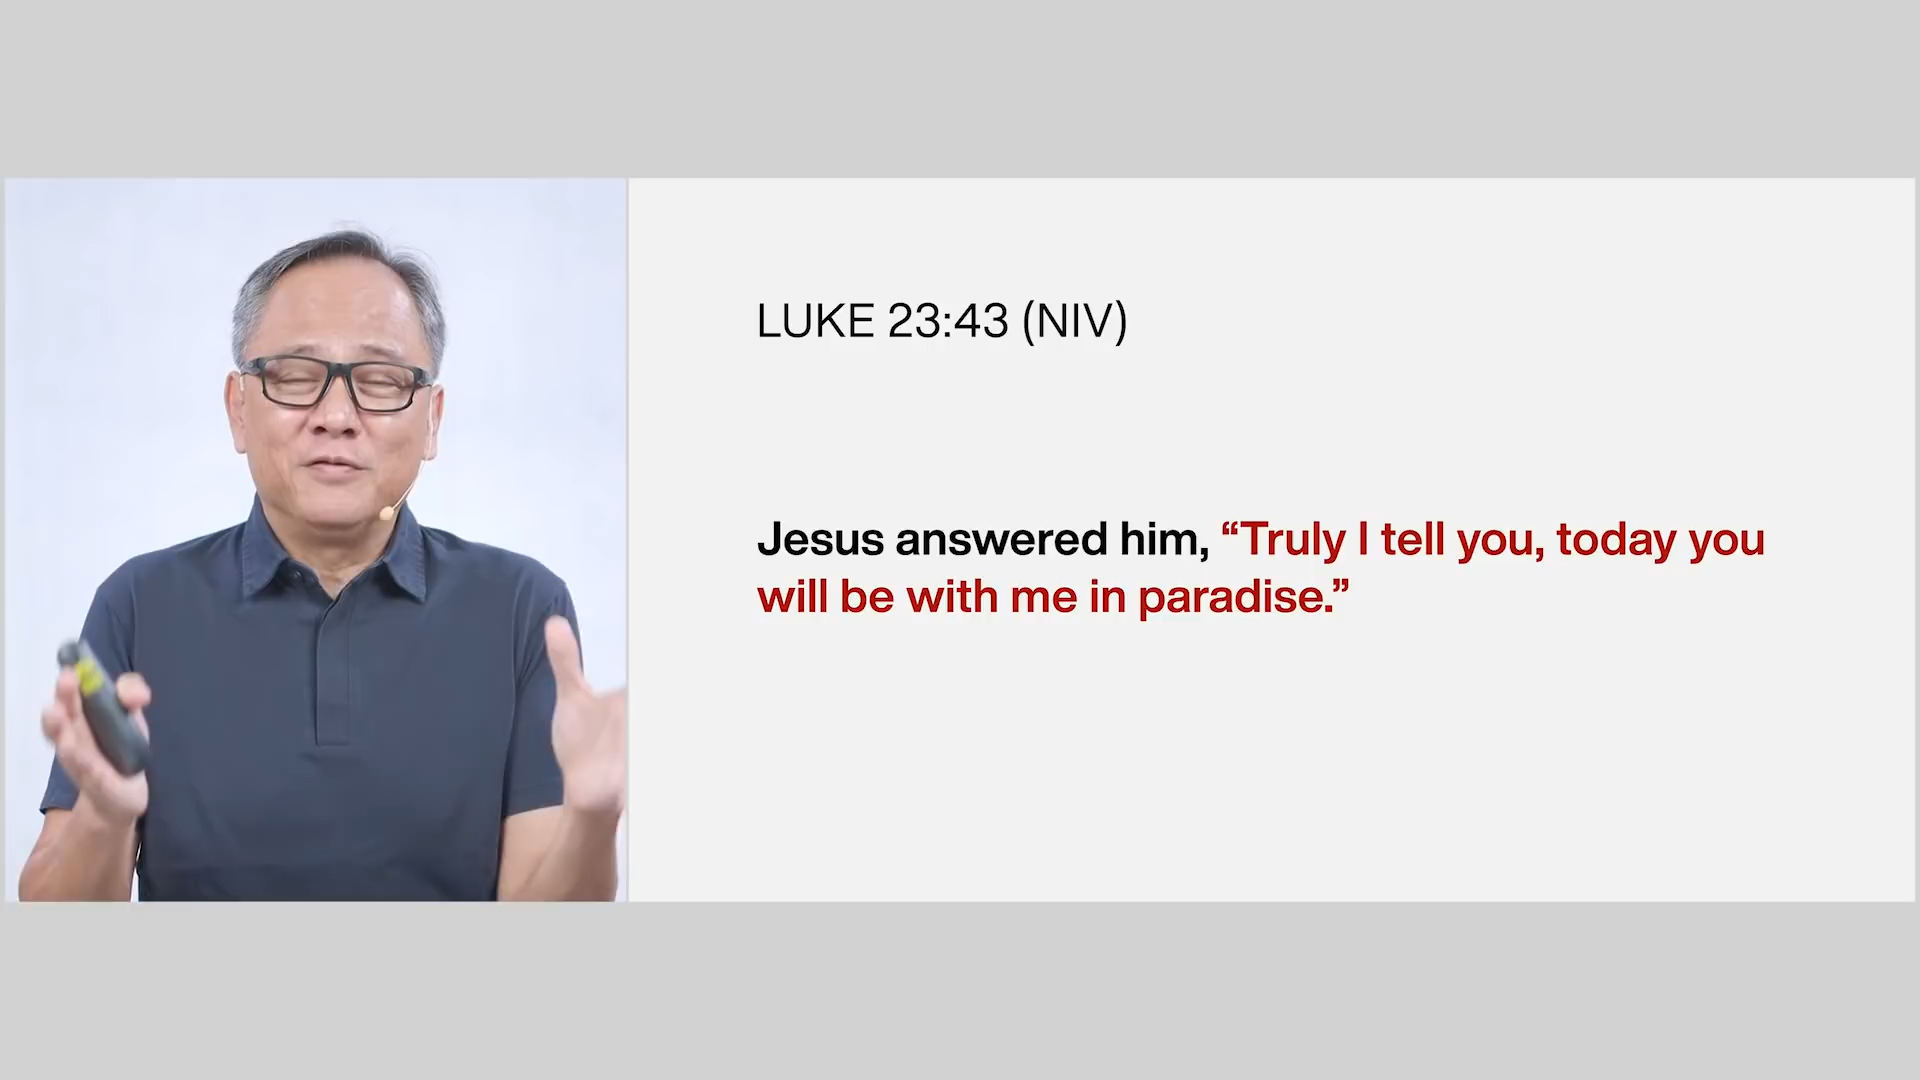 LUKE 23:43 (NIV)
Jesus answered him, “Truly I tell you, today you
will be with me in paradise.”